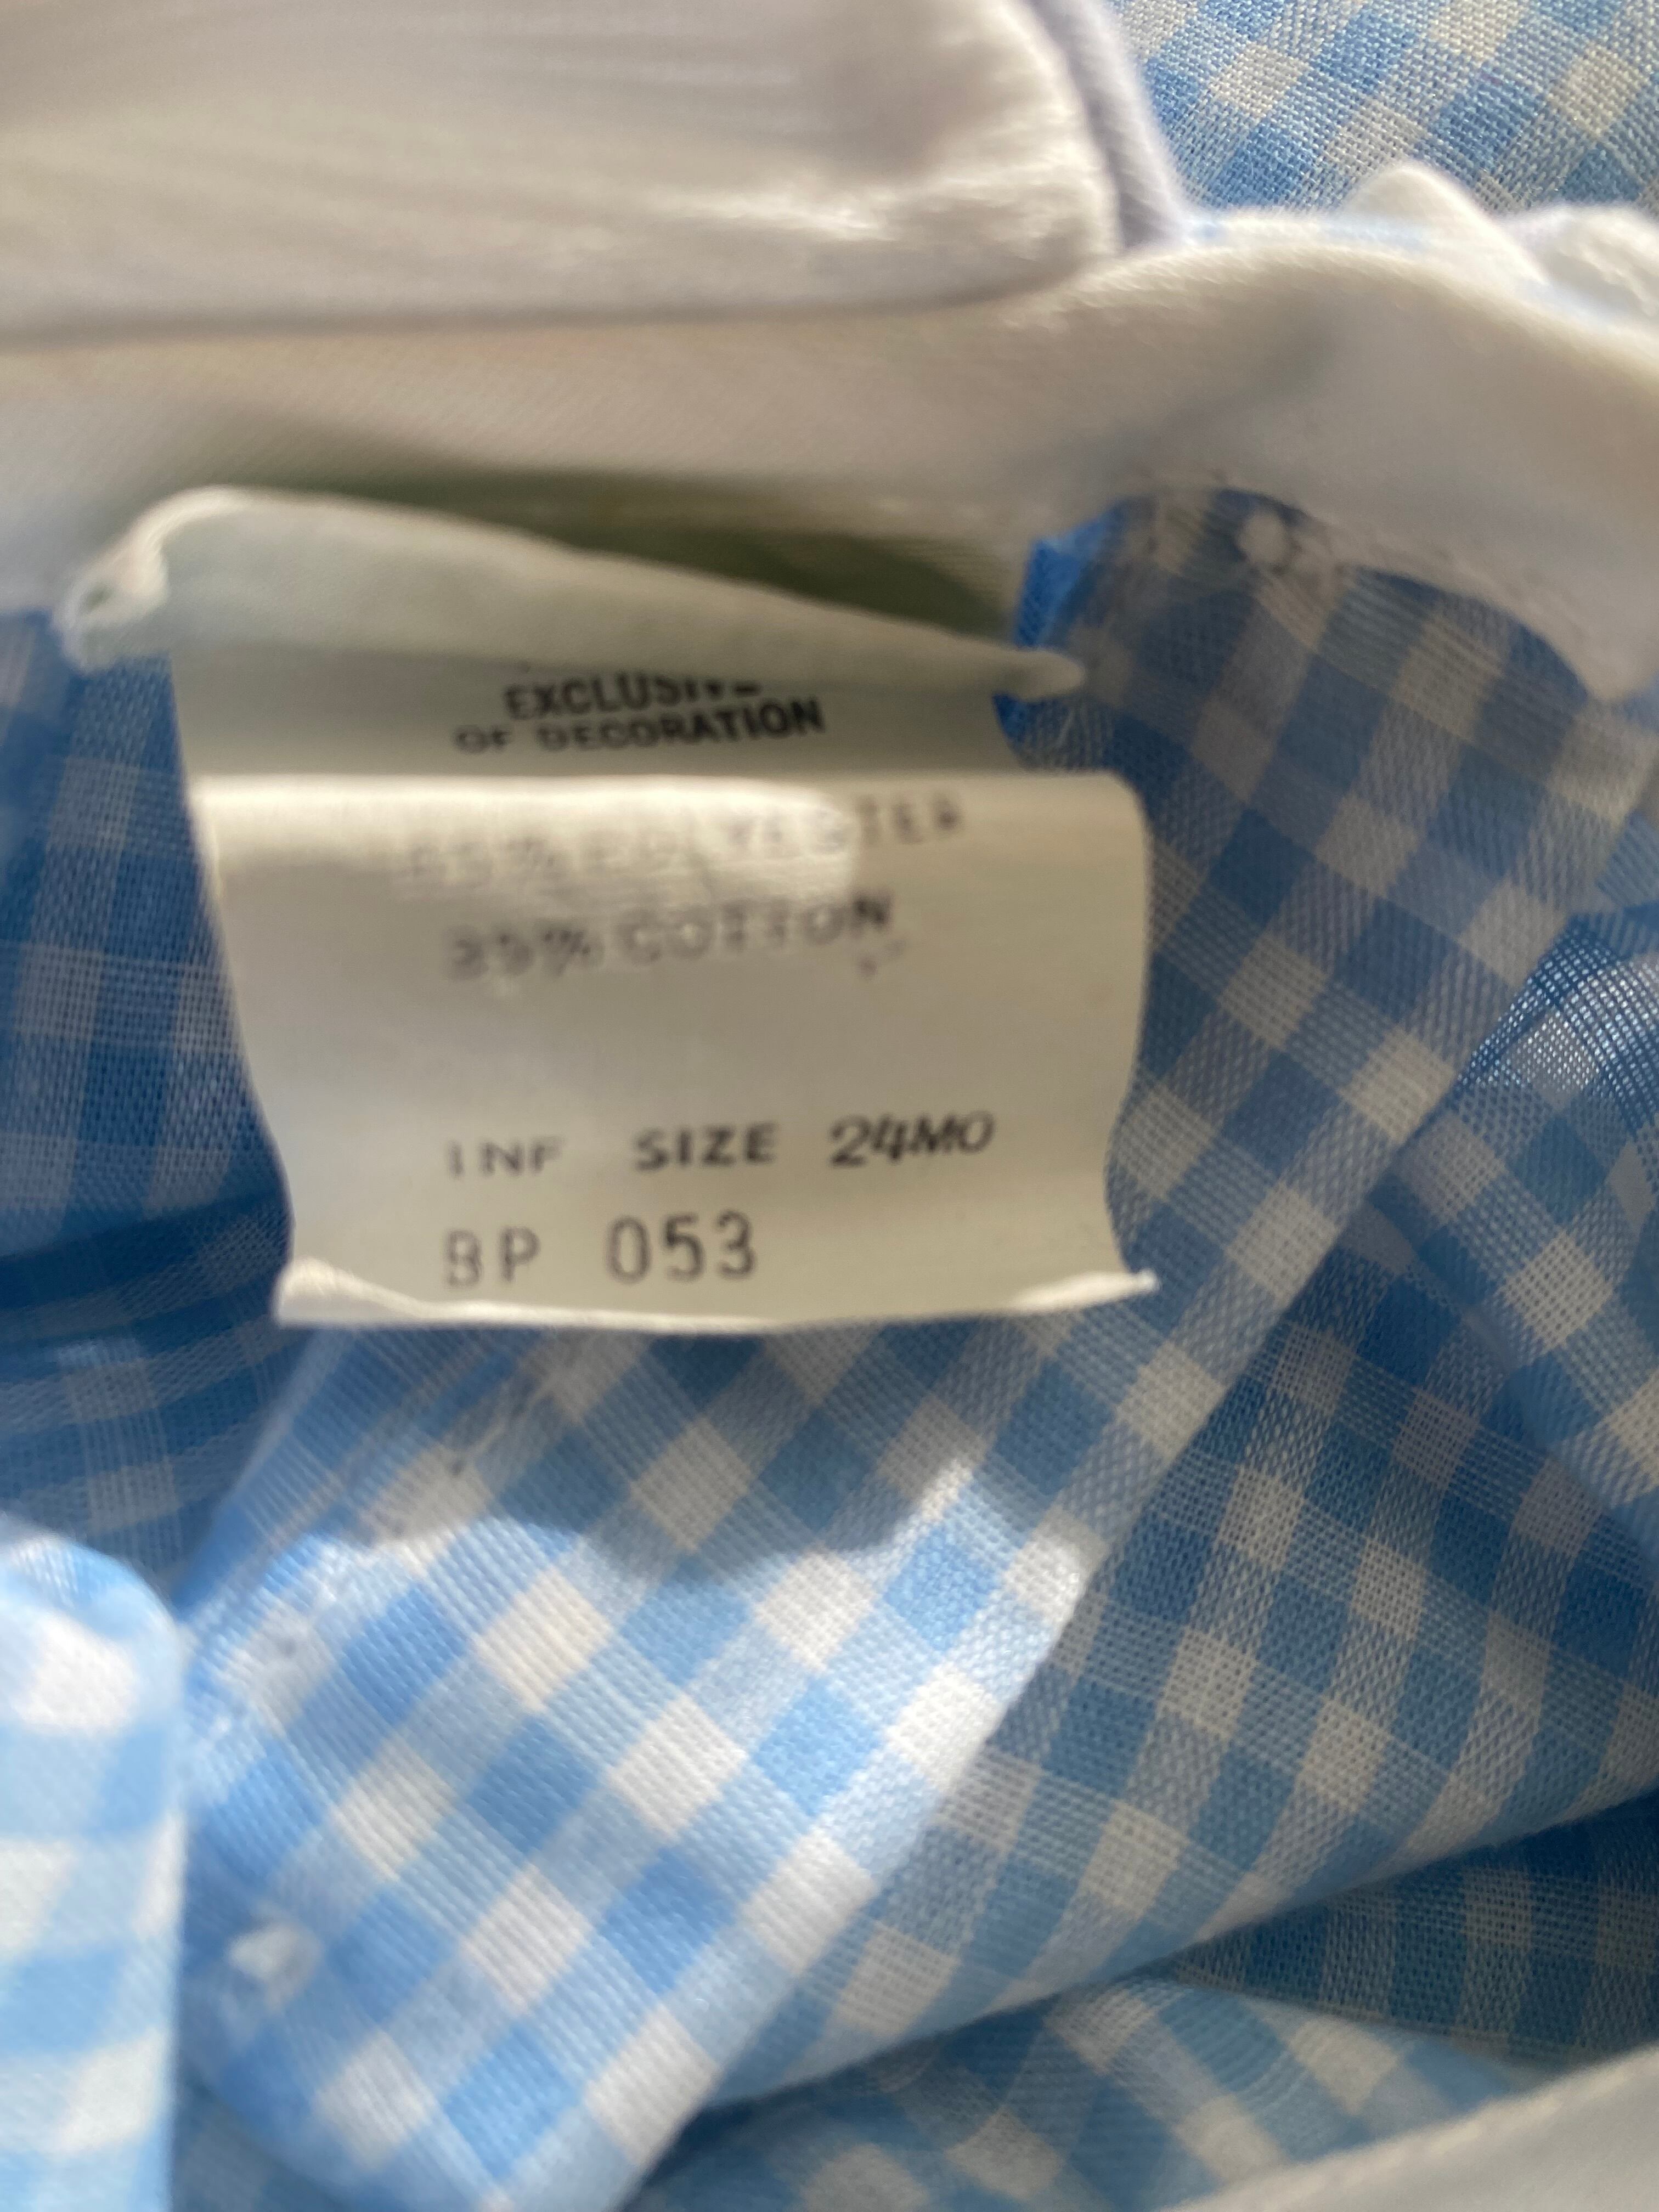 EXCLUSIVE
OF DECORATION
POLYESTER
COTTON
INF SIZE 24MO
BP 053